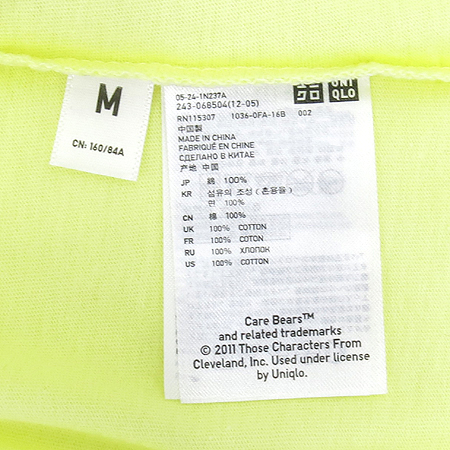 M
CN: 160/84A
UNI
QLO
05-24-1N237A
243-068504(12-05)
RN115307 1036-0FA-16B 002
中国製
MADE IN CHINA
FABRIQUÉ EN CHINE
СДЕЛАНО В КИТАЕ
产地 中国
JP 綿 100%
KR 섬유의 조성 ( 혼용율 )
면 100%
CN 棉 100%
UK 100% COTTON
FR 100% COTON
RU 100% ХЛОПОК
US 100% COTTON
Care Bears™
and related trademarks
© 2011 Those Characters From
Cleveland, Inc. Used under license
by Uniqlo.